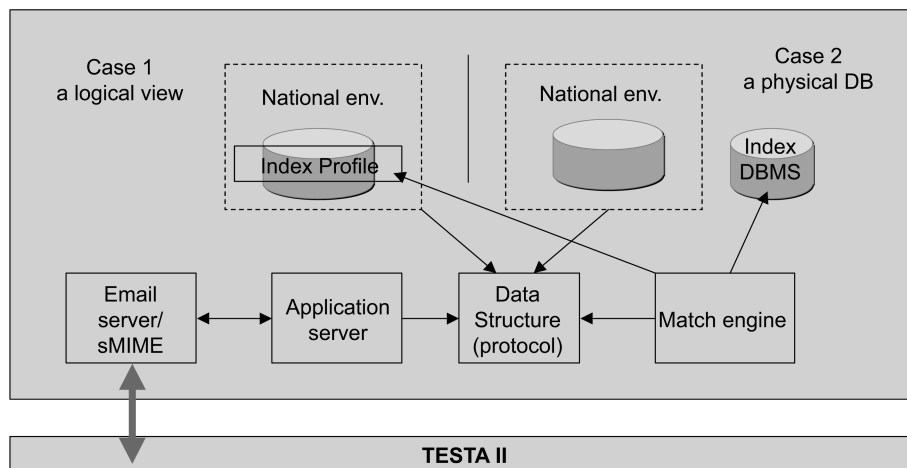 Case 1
a logical view
National env.
Index Profile
National env.
Case 2
a physical DB
Index
DBMS
Email
server/
sMIME
Application
server
Data
Structure
(protocol)
Match engine
TESTA II